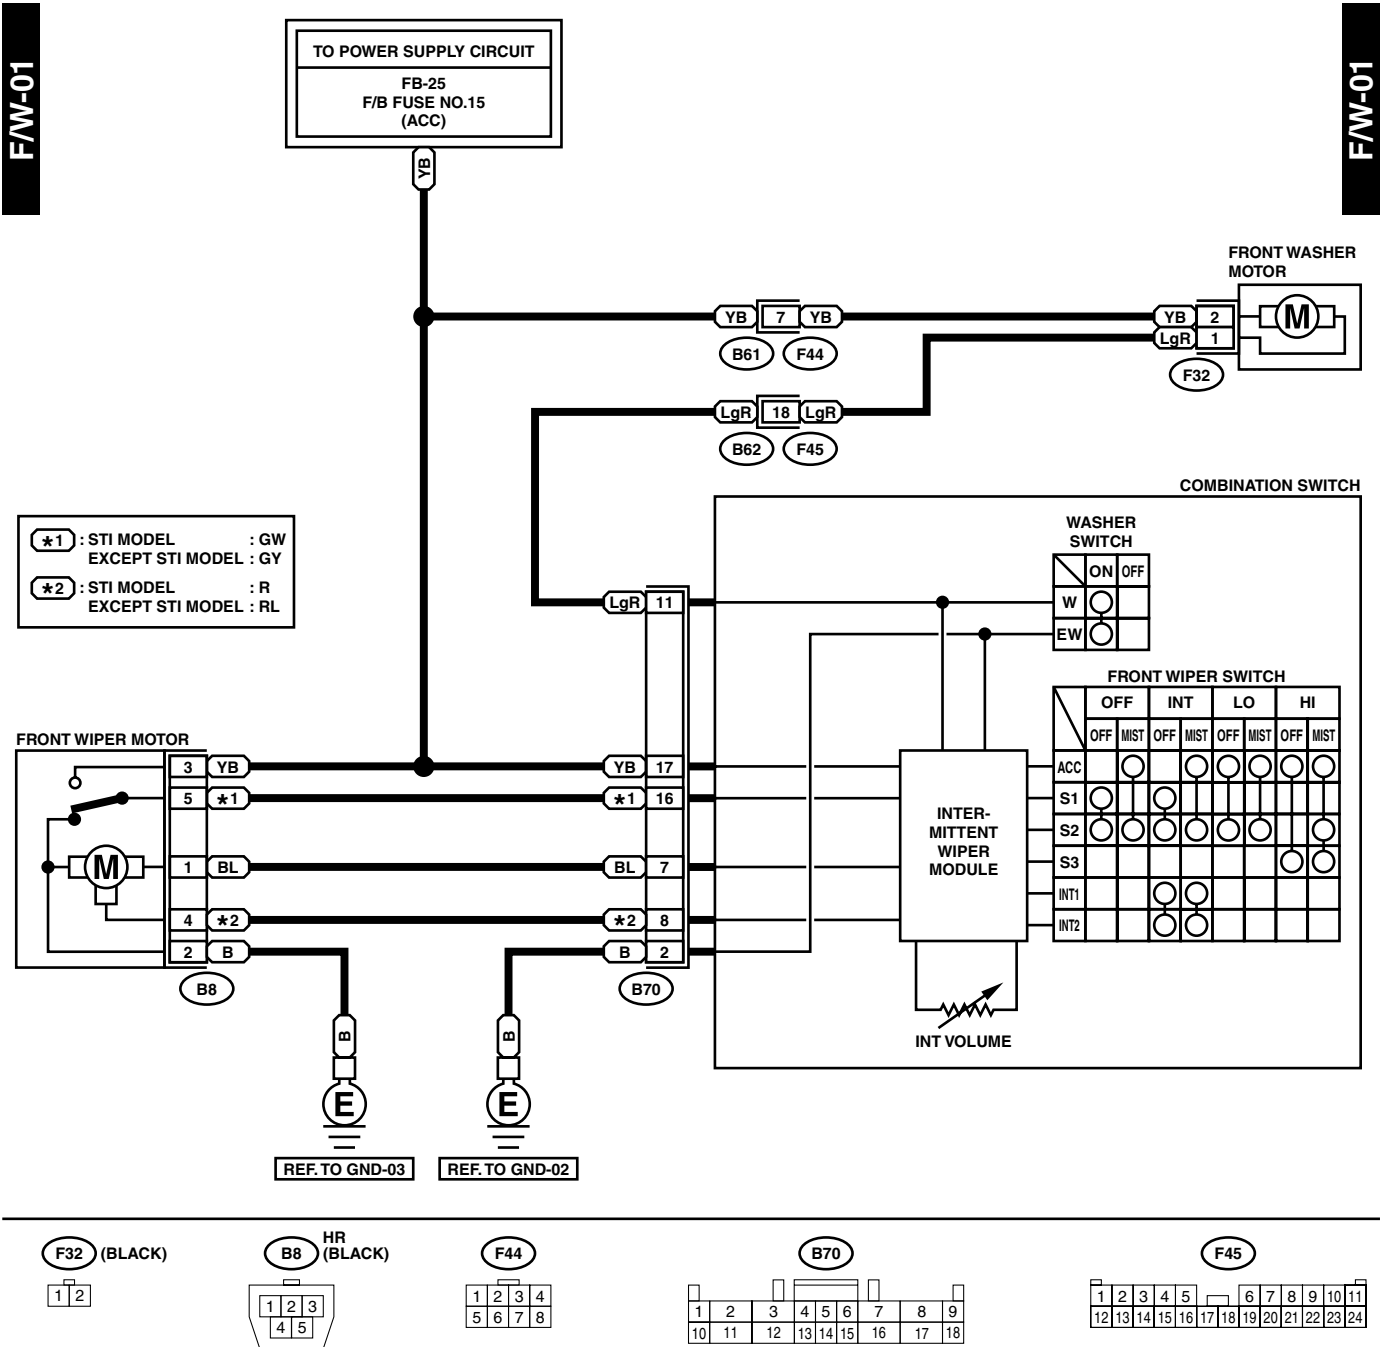 F/W-01
F/W-01
TO POWER SUPPLY CIRCUIT
FB-25
F/B FUSE NO.15
(ACC)
YB
FRONT WASHER
MOTOR
YB 7 YB
YB 2
M
LgR 1
B61 F44
F32
LgR 18 LgR
B62 F45
COMBINATION SWITCH
*1 : STI MODEL : GW
EXCEPT STI MODEL : GY
*2 : STI MODEL : R
EXCEPT STI MODEL : RL
WASHER
SWITCH
ON OFF
LgR 11
W
EW
FRONT WIPER SWITCH
OFF INT LO HI
OFF MIST OFF MIST OFF MIST OFF MIST
FRONT WIPER MOTOR
3 YB
YB 17
ACC
5 *1
*1 16
S1
S2
INTER-
MITTENT
WIPER
MODULE
M
1 BL
BL 7
S3
INT1
4 *2
*2 8
INT2
2 B
B 2
B8
B70
INT VOLUME
B
B
E
E
REF. TO GND-03
REF. TO GND-02
F32 (BLACK)
B8 HR
(BLACK)
F44
B70
F45
1 2
1 2 3
4 5
1 2 3 4
5 6 7 8
1 2 3 4 5 6 7 8 9
10 11 12 13 14 15 16 17 18
1 2 3 4 5 6 7 8 9 10 11
12 13 14 15 16 17 18 19 20 21 22 23 24